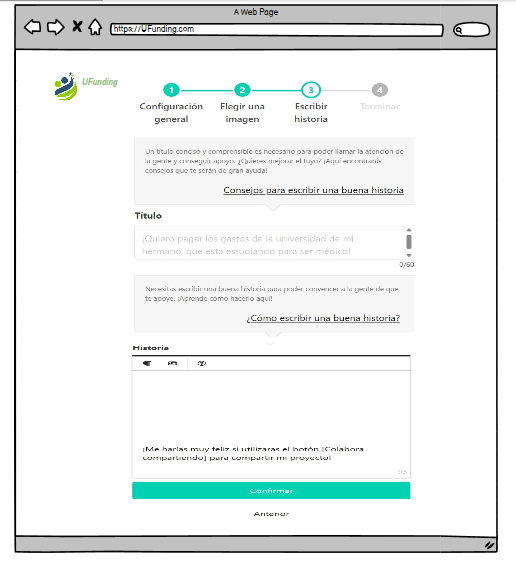 A Web Page
https://UFunding.com
UFunding
1 2 3 4
Configuración general
Elegir una imagen
Escribir historia
Terminar
Un título conciso y comprensible es necesario para poder llamar la atención de
la gente y conseguir apoyo. ¿Quieres mejorar el tuyo? ¡Aquí encontrarás
consejos que te serán de gran ayuda!
Consejos para escribir una buena historia
Título
¡Quiero pagar los gastos de la universidad de mi
hermano, que está estudiando para ser médico!
0/60
Necesitas escribir una buena historia para poder convencer a la gente de que
te apoye. ¡Aprende cómo hacerlo aquí!
¿Cómo escribir una buena historia?
Historia
¡Me harías muy feliz si utilizaras el botón [Colabora
compartiendo] para compartir mi proyecto!
Confirmar
Anterior